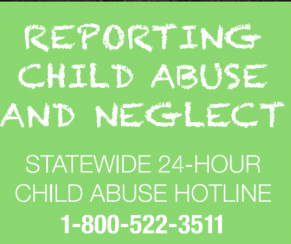 REPORTING
CHILD ABUSE
AND NEGLECT
STATEWIDE 24-HOUR
CHILD ABUSE HOTLINE
1-800-522-3511